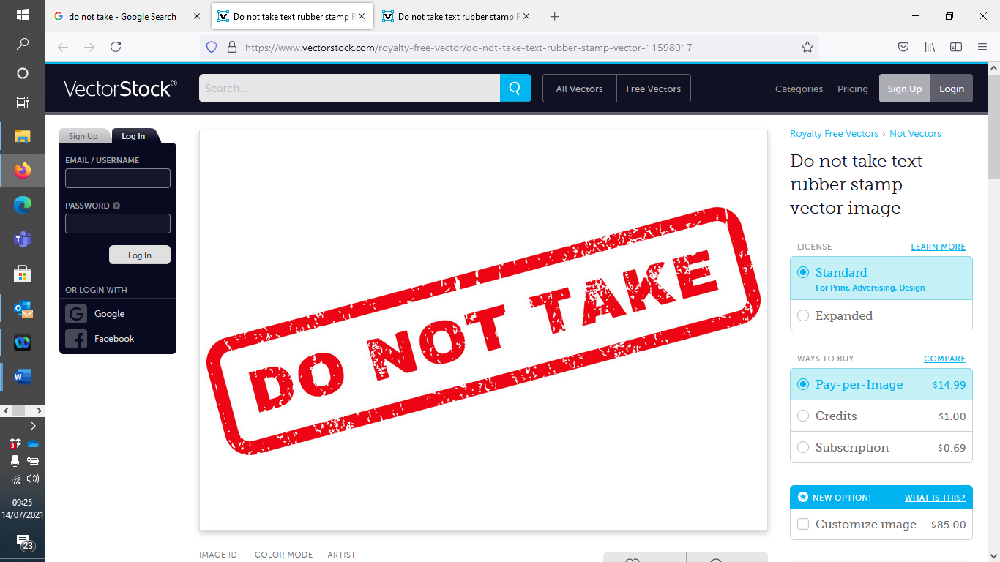 do not take - Google Search
Do not take text rubber stamp R
Do not take text rubber stamp R
https://www.vectorstock.com/royalty-free-vector/do-not-take-text-rubber-stamp-vector-11598017
VectorStock®
Search...
All Vectors
Free Vectors
Categories
Pricing
Sign Up
Login
Sign Up
Log In
EMAIL / USERNAME
PASSWORD
Log In
OR LOGIN WITH
Google
Facebook
DO NOT TAKE
Royalty Free Vectors › Not Vectors
Do not take text
rubber stamp
vector image
LICENSE
LEARN MORE
Standard
For Print, Advertising, Design
Expanded
WAYS TO BUY
COMPARE
Pay-per-Image $14.99
Credits $1.00
Subscription $0.69
NEW OPTION!
WHAT IS THIS?
Customize image $85.00
IMAGE ID
COLOR MODE
ARTIST
3
09:25
14/07/2021
23